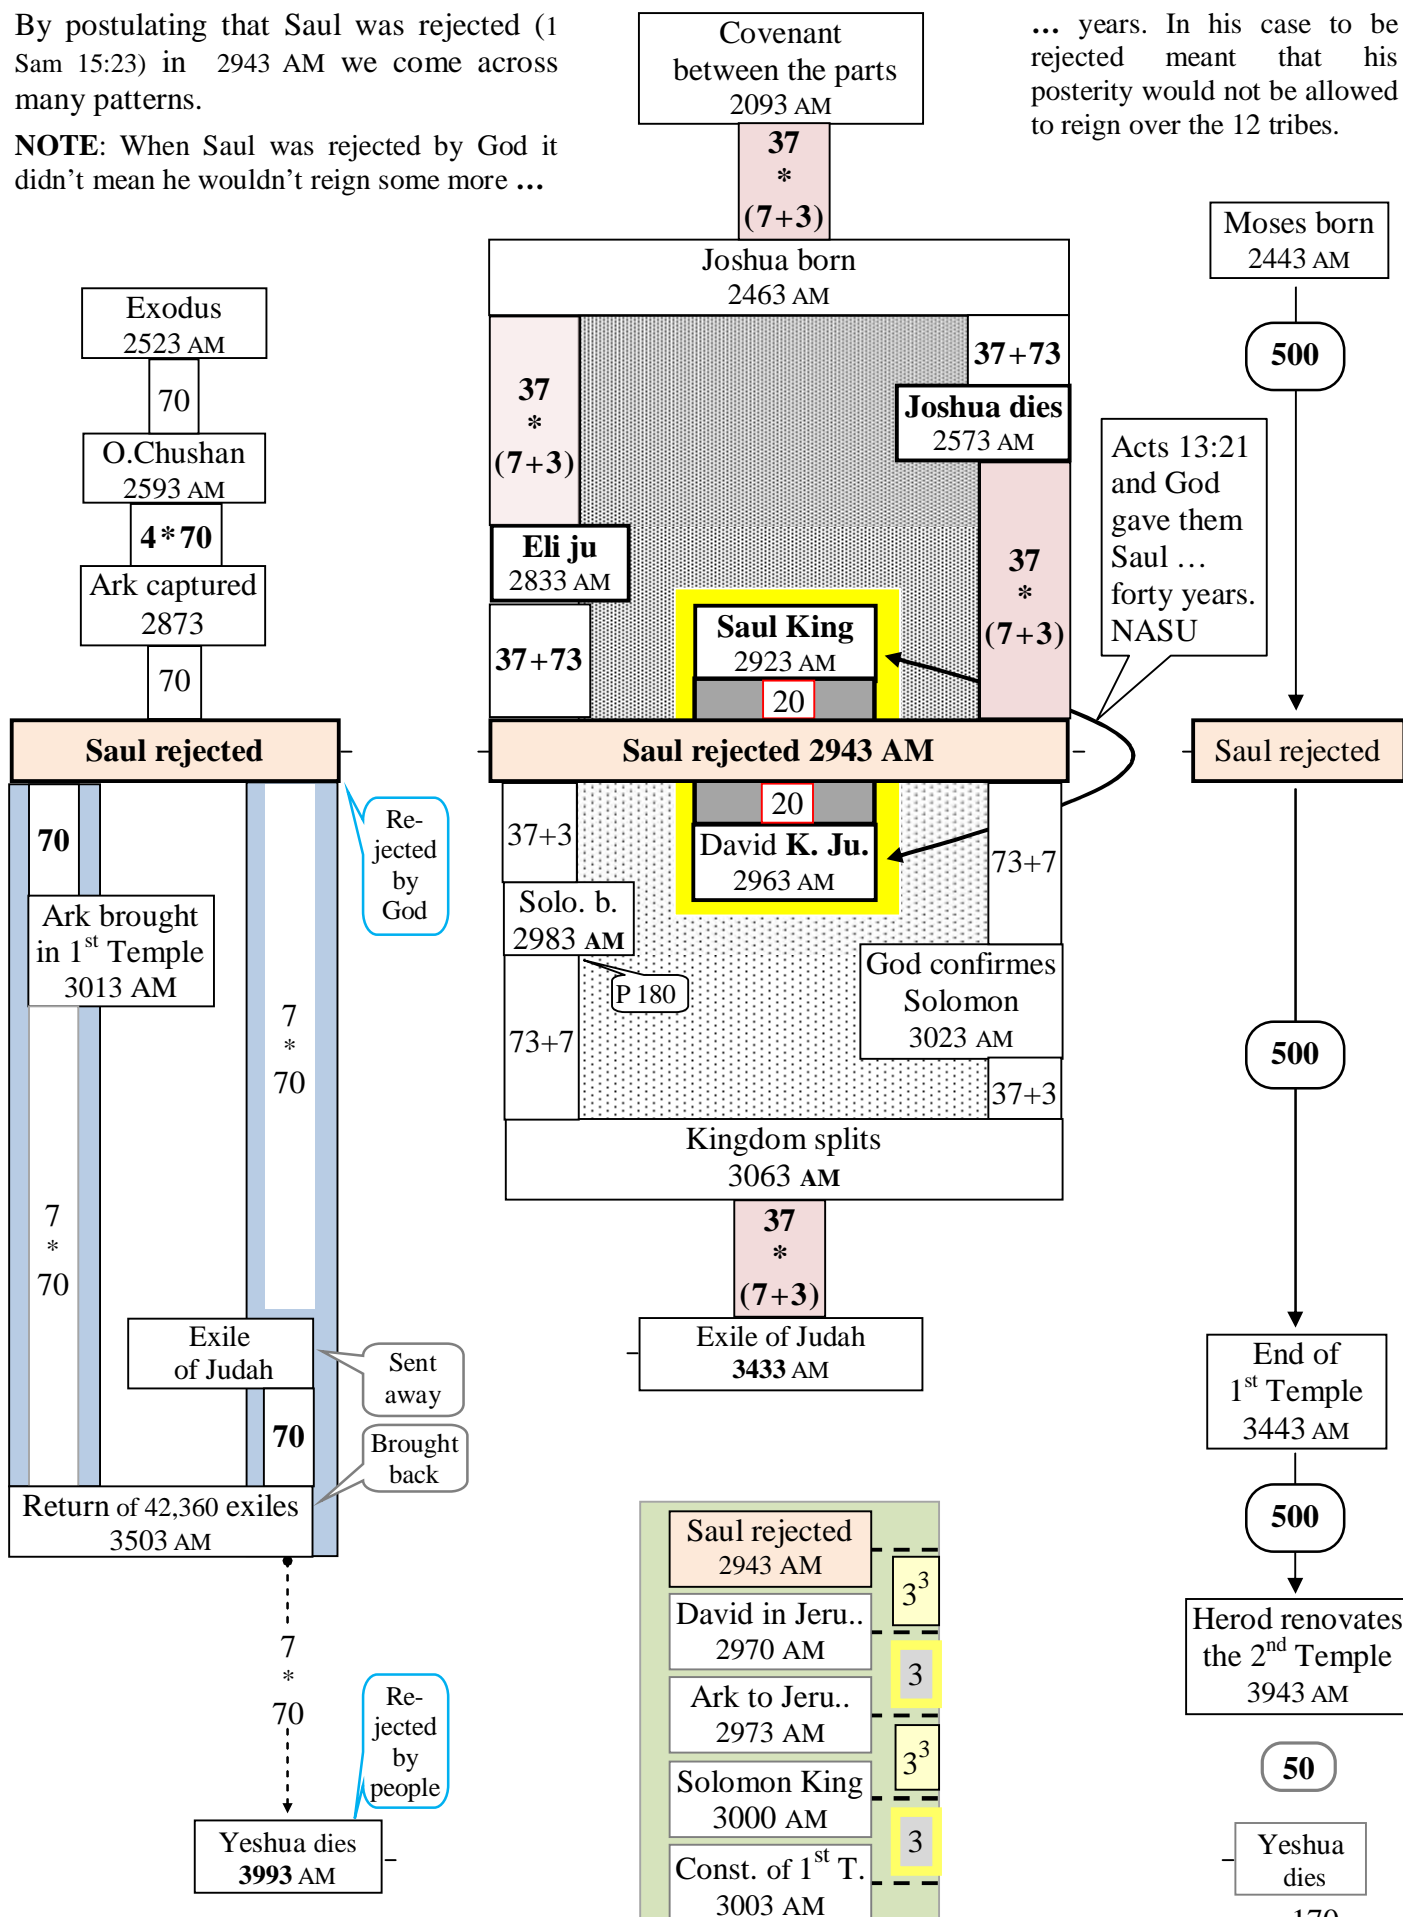 By postulating that Saul was rejected (1
Sam 15:23) in 2943 AM we come across
many patterns.
NOTE: When Saul was rejected by God it
didn’t mean he wouldn’t reign some more …
… years. In his case to be
rejected meant that his
posterity would not be allowed
to reign over the 12 tribes.
Exodus
2523 AM
70
O.Chushan
2593 AM
4*70
Ark captured
2873
70
Saul rejected
70
Re-
jected
by
God
Ark brought
in 1st Temple
3013 AM
7
*
70
7
*
70
Exile
of Judah
Sent
away
70
Brought
back
Return of 42,360 exiles
3503 AM
7
*
70
Re-
jected
by
people
Yeshua dies
3993 AM
Covenant
between the parts
2093 AM
37
*
(7+3)
Joshua born
2463 AM
37
*
(7+3)
37+73
Joshua dies
2573 AM
Eli ju
2833 AM
37
*
(7+3)
37+73
Saul King
2923 AM
20
Saul rejected 2943 AM
20
David K. Ju.
2963 AM
37+3
73+7
Solo. b.
2983 AM
P 180
God confirmes
Solomon
3023 AM
73+7
37+3
Kingdom splits
3063 AM
37
*
(7+3)
Exile of Judah
3433 AM
Saul rejected
2943 AM
3³
David in Jeru..
2970 AM
3
Ark to Jeru..
2973 AM
3³
Solomon King
3000 AM
3
Const. of 1st T.
3003 AM
Acts 13:21
and God
gave them
Saul …
forty years.
NASU
Moses born
2443 AM
500
Saul rejected
500
End of
1st Temple
3443 AM
500
Herod renovates
the 2nd Temple
3943 AM
50
Yeshua
dies
170